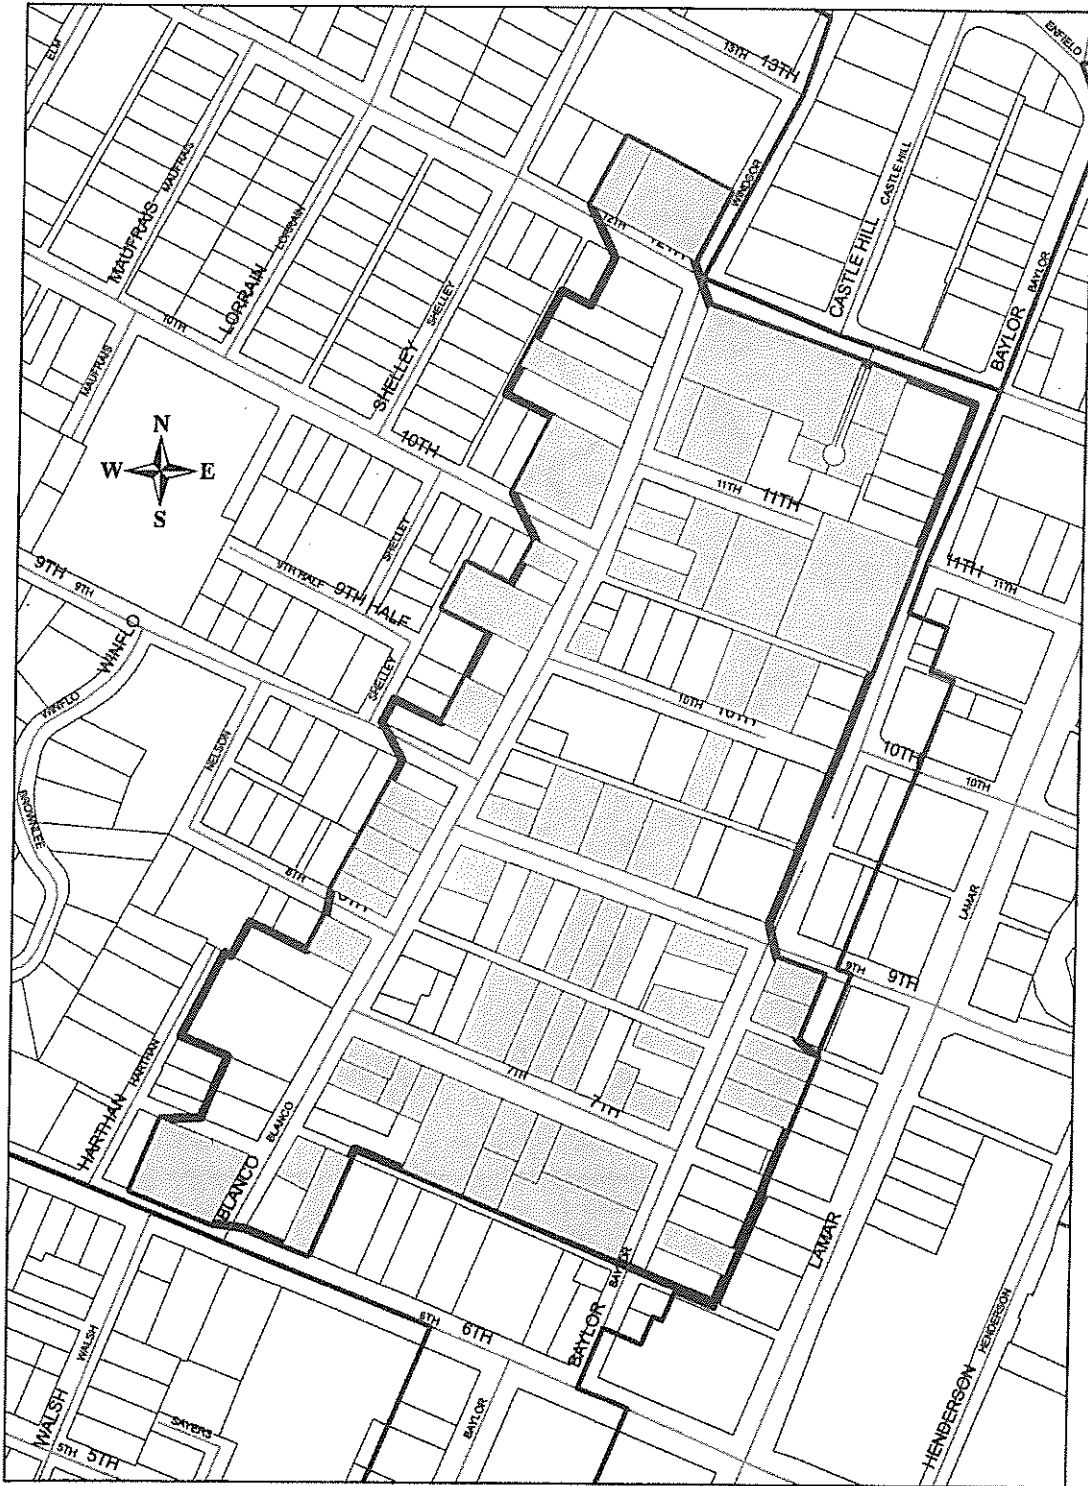 ELM
13TH
13TH
ENFIELD
MAUFRAIS
MAUFRAIS
WINDSOR
CASTLE HILL
CASTLE HILL
LORRAIN
LORRAIN
12TH
12TH
BAYLOR
BAYLOR
10TH
SHELLEY
SHELLEY
MAUFRAIS
10TH
N
W
E
S
11TH
11TH
SHELLEY
9TH HALF
9TH HALF
9TH
9TH
11TH
11TH
WINFL
WINFLO
SHELLEY
10TH
10TH
NELSON
10TH
10TH
BROWNLEE
8TH
8TH
LAMAR
9TH
9TH
HARTHAN
HARTHAN
7TH
7TH
BLANCO
BLANCO
LAMAR
BAYLOR
BAYLOR
6TH
6TH
WALSH
WALSH
HENDERSON
HENDERSON
BAYLOR
SAYERS
5TH
5TH